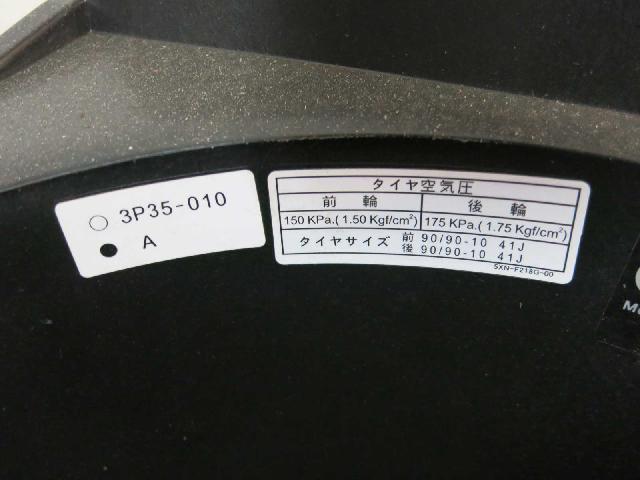 3P35-010
A
タイヤ空気圧
前輪 後輪
150 KPa.(1.50 Kgf/cm²) 175 KPa.(1.75 Kgf/cm²)
タイヤサイズ 前 90/90-10 41J
後 90/90-10 41J
5XN-F218G-00